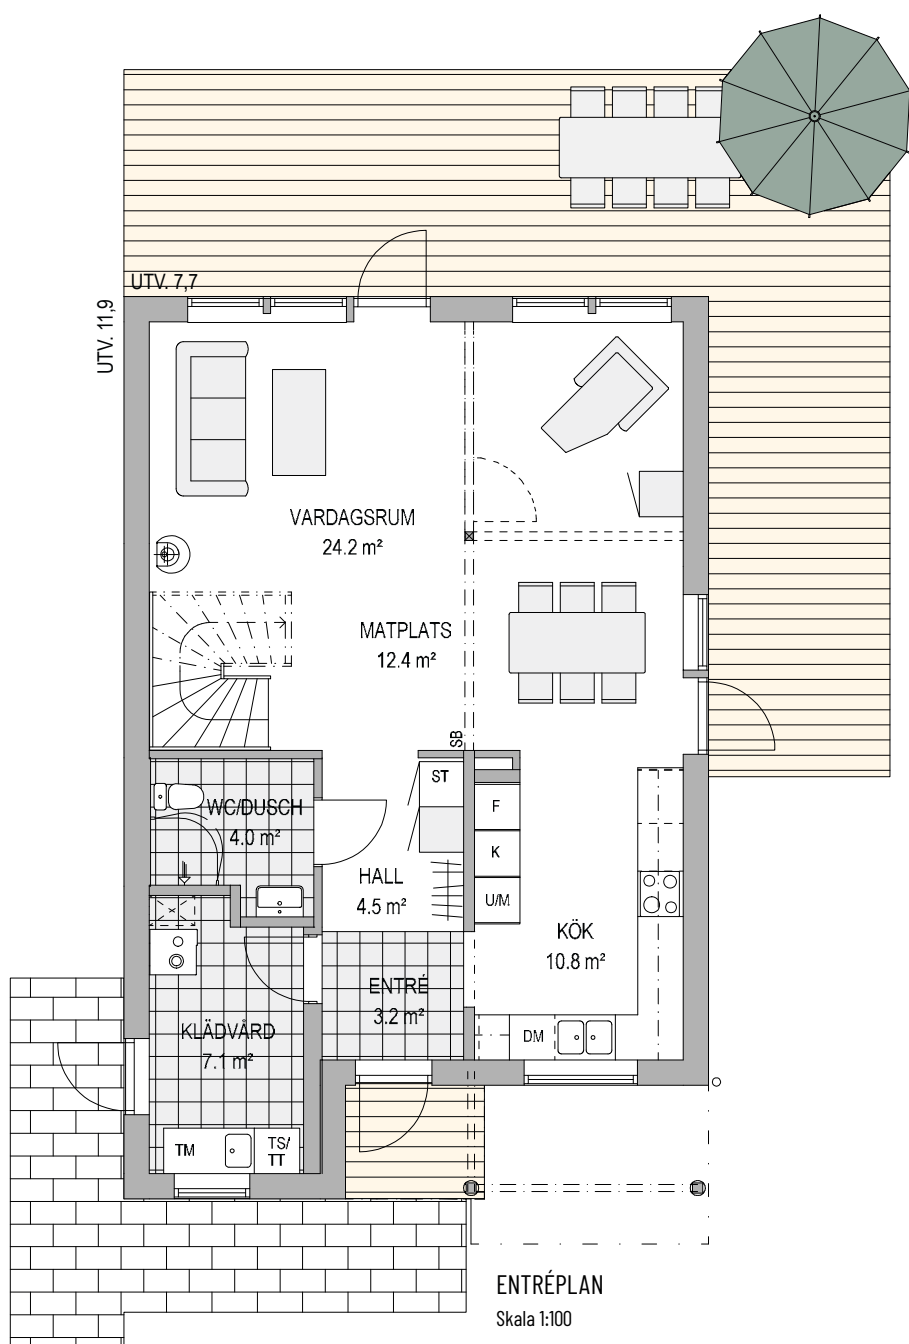 UTV. 7,7
UTV. 11,9
VARDAGSRUM
24.2 m²
MATPLATS
12.4 m²
SB
ST
F
K
U/M
WC/DUSCH
4.0 m²
HALL
4.5 m²
KÖK
10.8 m²
ENTRÉ
3.2 m²
KLÄDVÅRD
7.1 m²
DM
TM
TS/
TT
ENTRÉPLAN
Skala 1:100